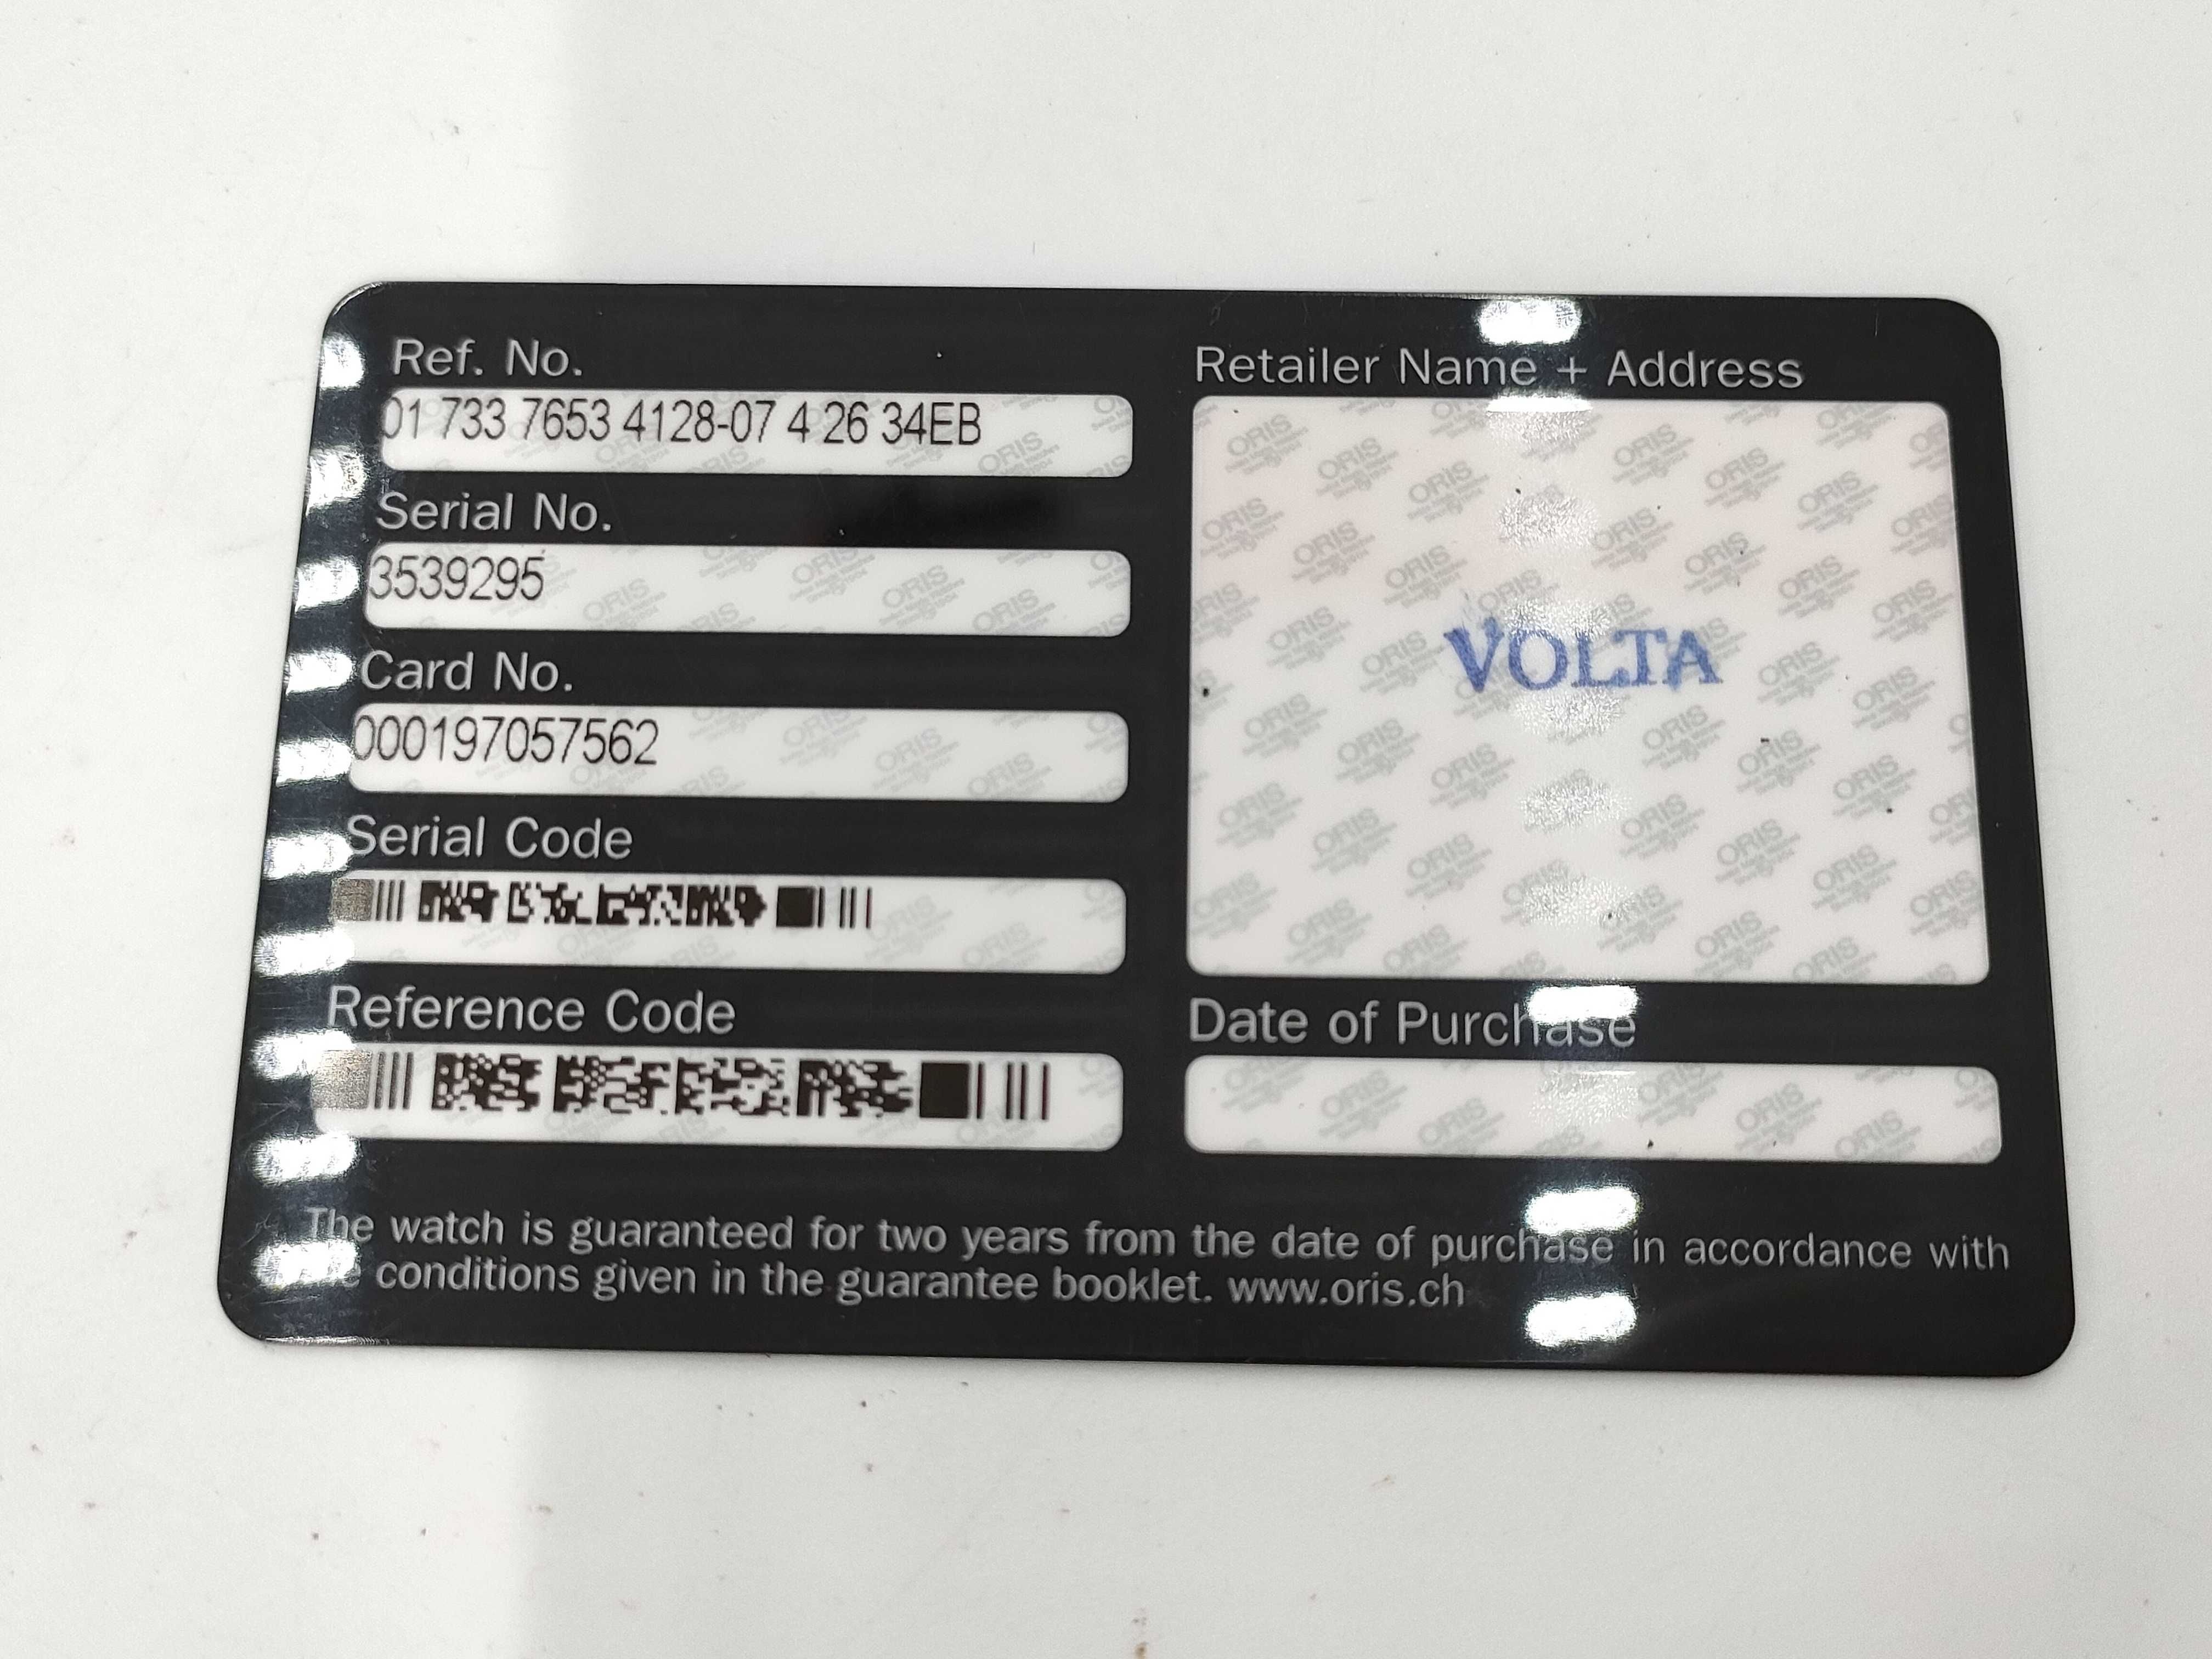 Ref. No.
01 733 7653 4128-07 4 26 34EB
Serial No.
3539295
Card No.
000197057562
Serial Code
Reference Code
Retailer Name + Address
VOLTA
Date of Purchase
The watch is guaranteed for two years from the date of purchase in accordance with
the conditions given in the guarantee booklet. www.oris.ch
ORIS